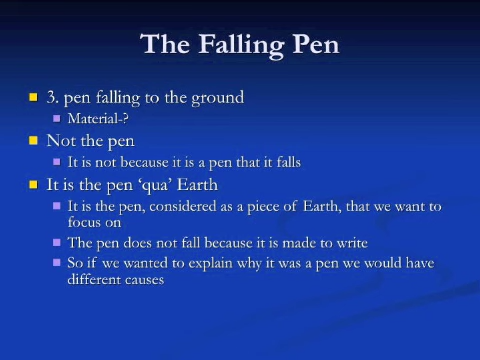 The Falling Pen
3. pen falling to the ground
Material-?
Not the pen
It is not because it is a pen that it falls
It is the pen ‘qua’ Earth
It is the pen, considered as a piece of Earth, that we want to
focus on
The pen does not fall because it is made to write
So if we wanted to explain why it was a pen we would have
different causes